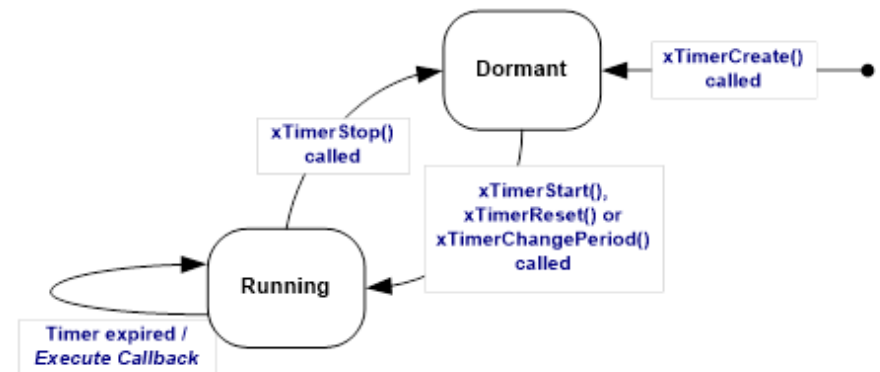 Dormant
xTimerCreate()
called
xTimerStop()
called
xTimerStart(),
xTimerReset() or
xTimerChangePeriod()
called
Running
Timer expired /
Execute Callback